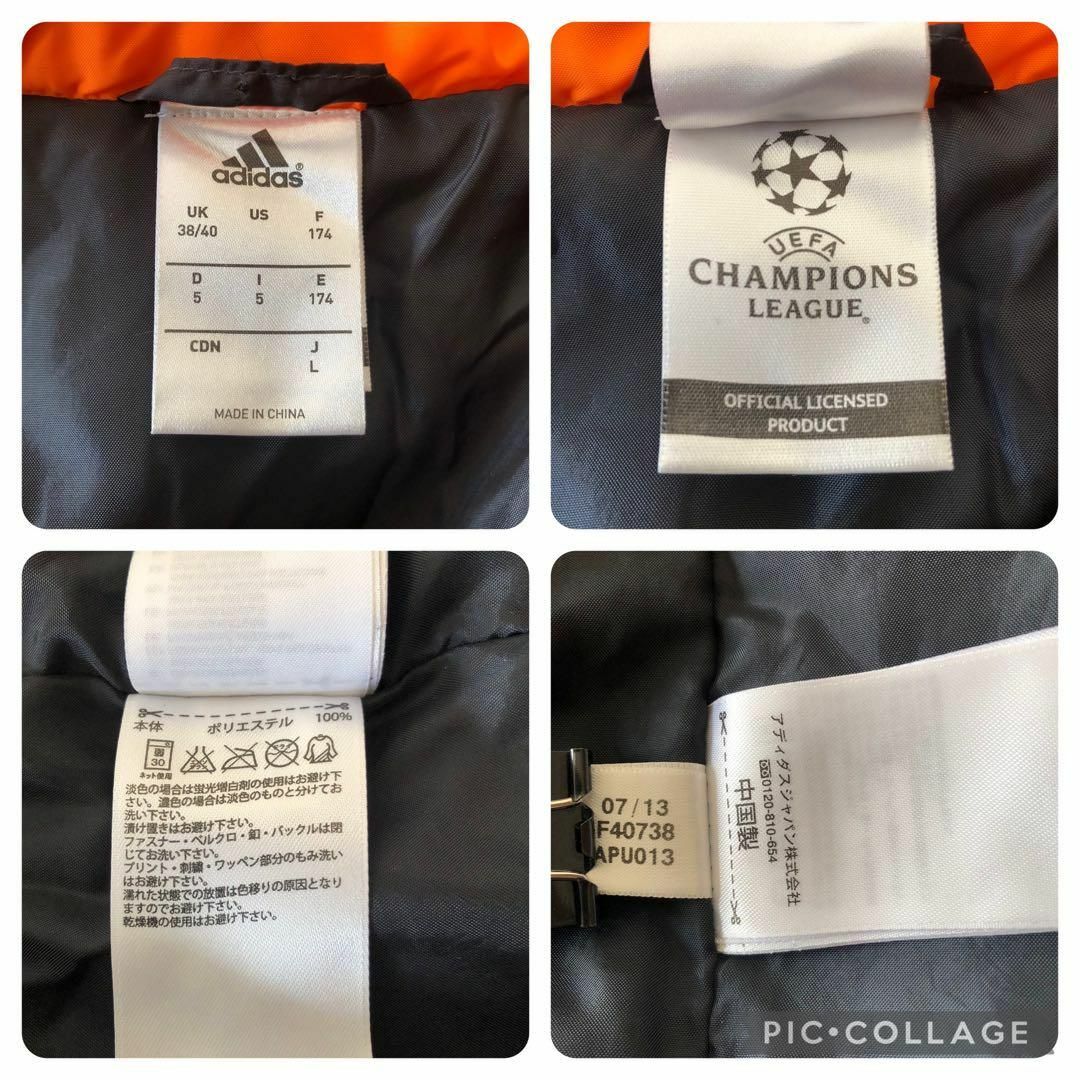 adidas®
UK US F
38/40 174
D I E
5 5 174
CDN J
L
MADE IN CHINA
UEFA
CHAMPIONS
LEAGUE®
OFFICIAL LICENSED
PRODUCT
本体 ポリエステル 100%
弱
30
ネット使用
淡色の場合は蛍光増白剤の使用はお避け下
さい。濃色の場合は淡色のものと分けてお
洗い下さい。
漬け置きはお避け下さい。
ファスナー・ベルクロ・釦・バックルは閉
じてお洗い下さい。
プリント・刺繍・ワッペン部分のもみ洗い
はお避け下さい。
濡れた状態での放置は色移りの原因となり
ますのでお避け下さい。
乾燥機の使用はお避け下さい。
07/13
F40738
APU013
アディダスジャパン株式会社
0120-810-654
中国製
PIC•COLLAGE